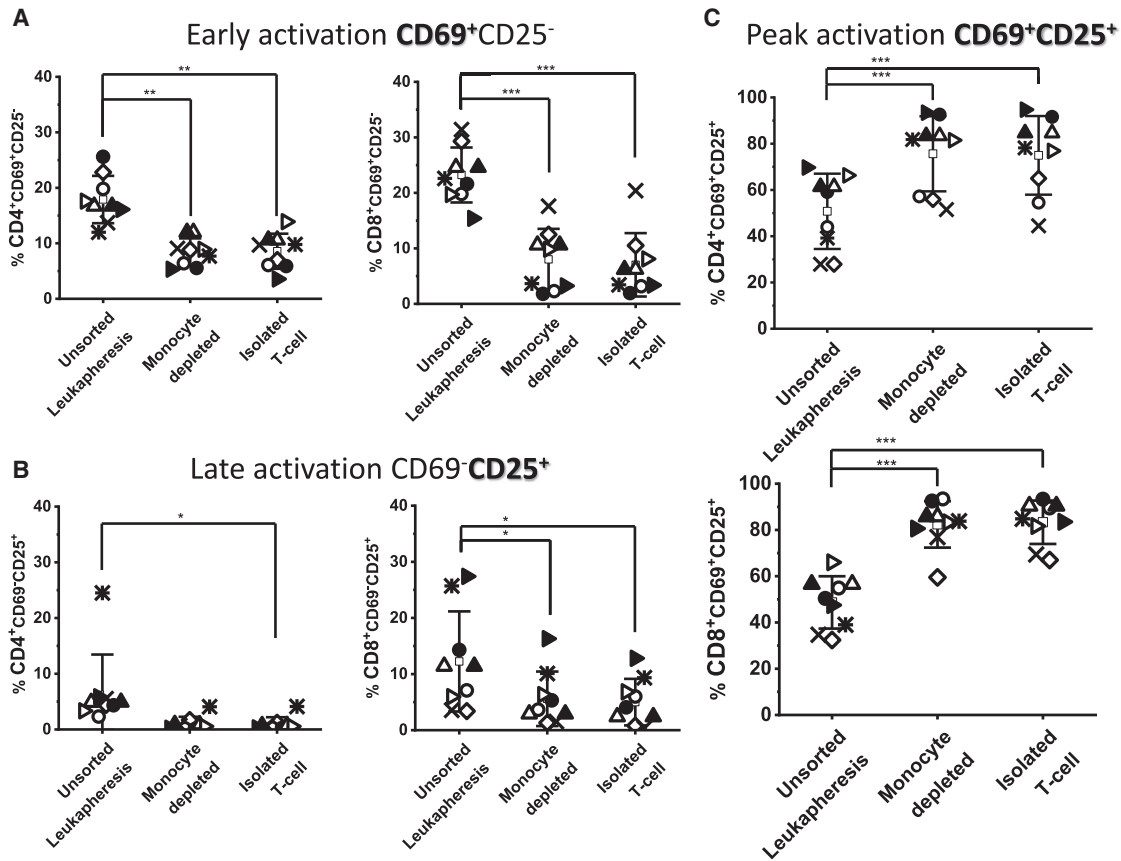 A
Early activation CD69⁺CD25⁻
% CD4⁺CD69⁺CD25⁻
40
30
20
10
0
**
**
Unsorted
Leukapheresis
Monocyte
depleted
Isolated
T-cell
% CD8⁺CD69⁺CD25⁻
40
30
20
10
0
***
***
Unsorted
Leukapheresis
Monocyte
depleted
Isolated
T-cell
B
Late activation CD69⁻CD25⁺
% CD4⁺CD69⁻CD25⁺
40
30
20
10
0
*
Unsorted
Leukapheresis
Monocyte
depleted
Isolated
T-cell
% CD8⁺CD69⁻CD25⁺
40
30
20
10
0
*
*
Unsorted
Leukapheresis
Monocyte
depleted
Isolated
T-cell
C
Peak activation CD69⁺CD25⁺
% CD4⁺CD69⁺CD25⁺
100
80
60
40
20
0
***
***
Unsorted
Leukapheresis
Monocyte
depleted
Isolated
T-cell
% CD8⁺CD69⁺CD25⁺
100
80
60
40
20
0
***
***
Unsorted
Leukapheresis
Monocyte
depleted
Isolated
T-cell